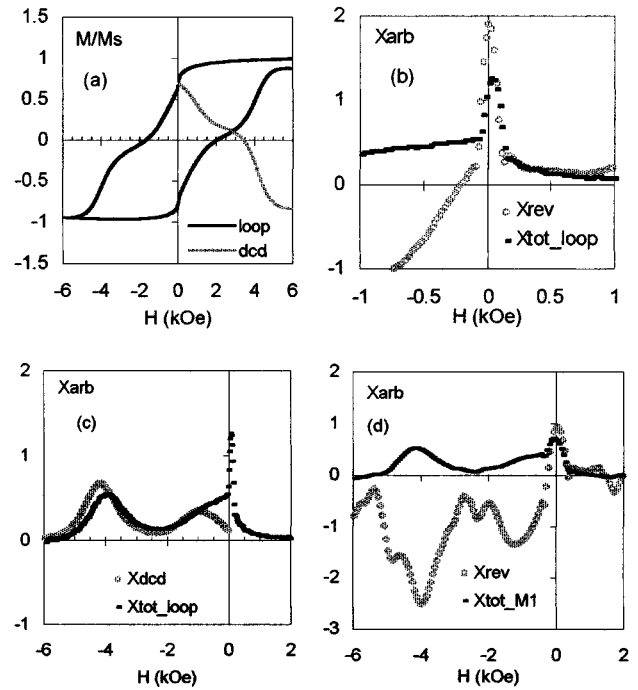 M/Ms
(a)
1.5
1
0.5
0
-0.5
-1
-1.5
-6 -4 -2 0 2 4 6
H (kOe)
loop
dcd
Xarb
(b)
2
1
0
-1
-1 -0.5 0 0.5 1
H (kOe)
Xrev
Xtot_loop
Xarb
(c)
2
1
0
-1
-6 -4 -2 0 2
H (kOe)
Xdcd
Xtot_loop
Xarb
(d)
2
1
0
-1
-2
-3
-6 -4 -2 0 2
H (kOe)
Xrev
Xtot_M1